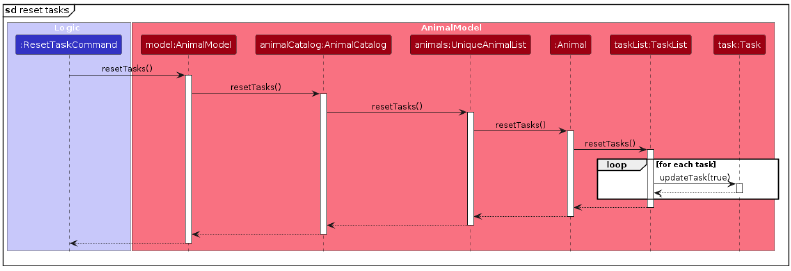 sd reset tasks
Logic
AnimalModel
:ResetTaskCommand
model:AnimalModel
animalCatalog:AnimalCatalog
animals:UniqueAnimalList
:Animal
taskList:TaskList
task:Task
resetTasks()
resetTasks()
resetTasks()
resetTasks()
resetTasks()
loop [for each task]
updateTask(true)